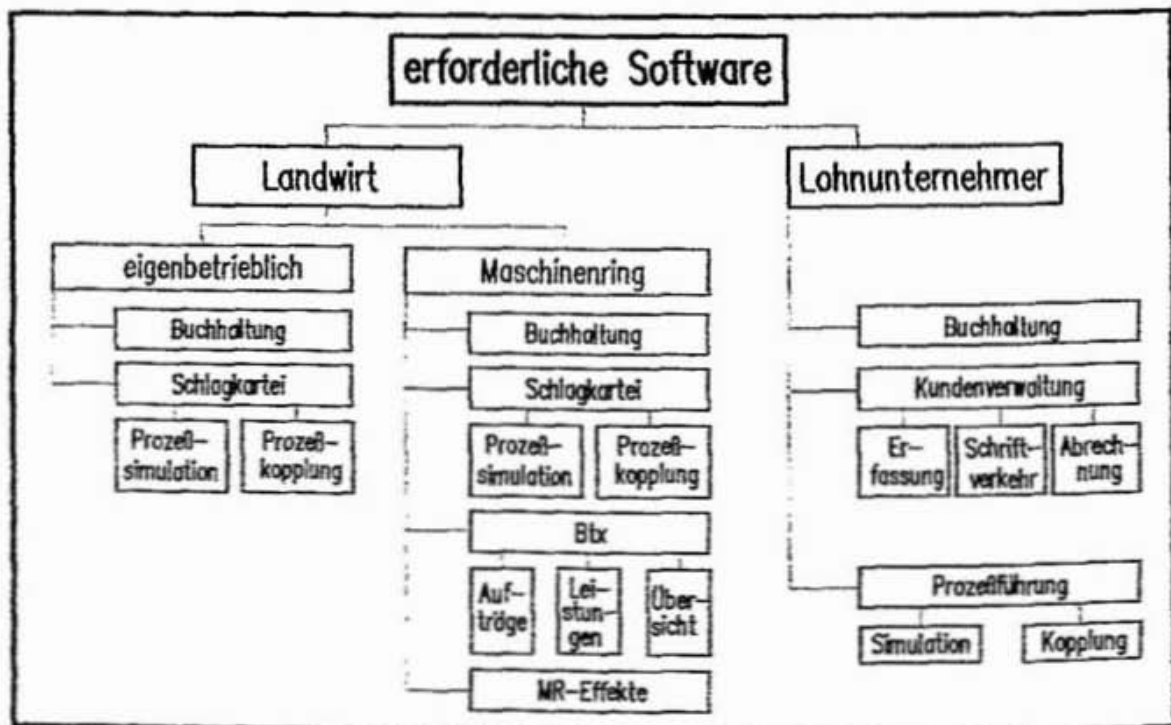 erforderliche Software
Landwirt
Lohnunternehmer
eigenbetrieblich
Maschinenring
Buchhaltung
Buchhaltung
Buchhaltung
Schlagkartei
Schlagkartei
Kundenverwaltung
Prozeß-
simulation
Prozeß-
kopplung
Prozeß-
simulation
Prozeß-
kopplung
Er-
fassung
Schrift-
verkehr
Abrech-
nung
Btx
Auf-
träge
Lei-
stun-
gen
Über-
sicht
Prozeßführung
Simulation
Kopplung
MR-Effekte